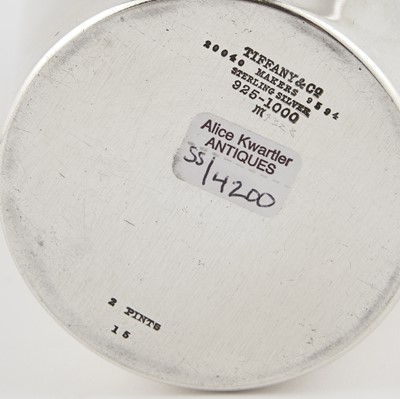 TIFFANY & CO
20040 MAKERS 9594
STERLING SILVER
925-1000
m
Alice Kwartler
ANTIQUES
SS/4200
2 PINTS
15